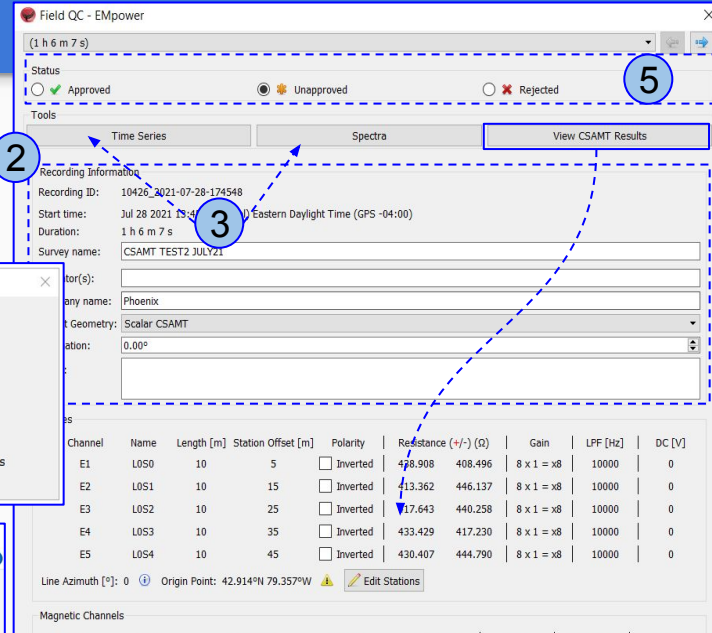 Field QC - EMpower
(1 h 6 m 7 s)
Status
Approved Unapproved Rejected
5
Tools
Time Series Spectra View CSAMT Results
2
Recording Information
Recording ID: 10426_2021-07-28-174548
Start time: Jul 28 2021 Eastern Daylight Time (GPS -04:00)
3
Duration: 1 h 6 m 7 s
Survey name: CSAMT TEST2 JULY21
tor(s):
any name: Phoenix
t Geometry: Scalar CSAMT
ation: 0.00°
:
es
Channel Name Length [m] Station Offset [m] Polarity Resistance (+/-) (Ω) Gain LPF [Hz] DC [V]
E1 L0S0 10 5 Inverted 438.908 408.496 8 x 1 = x8 10000 0
E2 L0S1 10 15 Inverted 413.362 446.137 8 x 1 = x8 10000 0
s
E3 L0S2 10 25 Inverted 417.643 440.258 8 x 1 = x8 10000 0
E4 L0S3 10 35 Inverted 433.429 417.230 8 x 1 = x8 10000 0
E5 L0S4 10 45 Inverted 430.407 444.790 8 x 1 = x8 10000 0
Line Azimuth [°]: 0 Origin Point: 42.914°N 79.357°W Edit Stations
Magnetic Channels